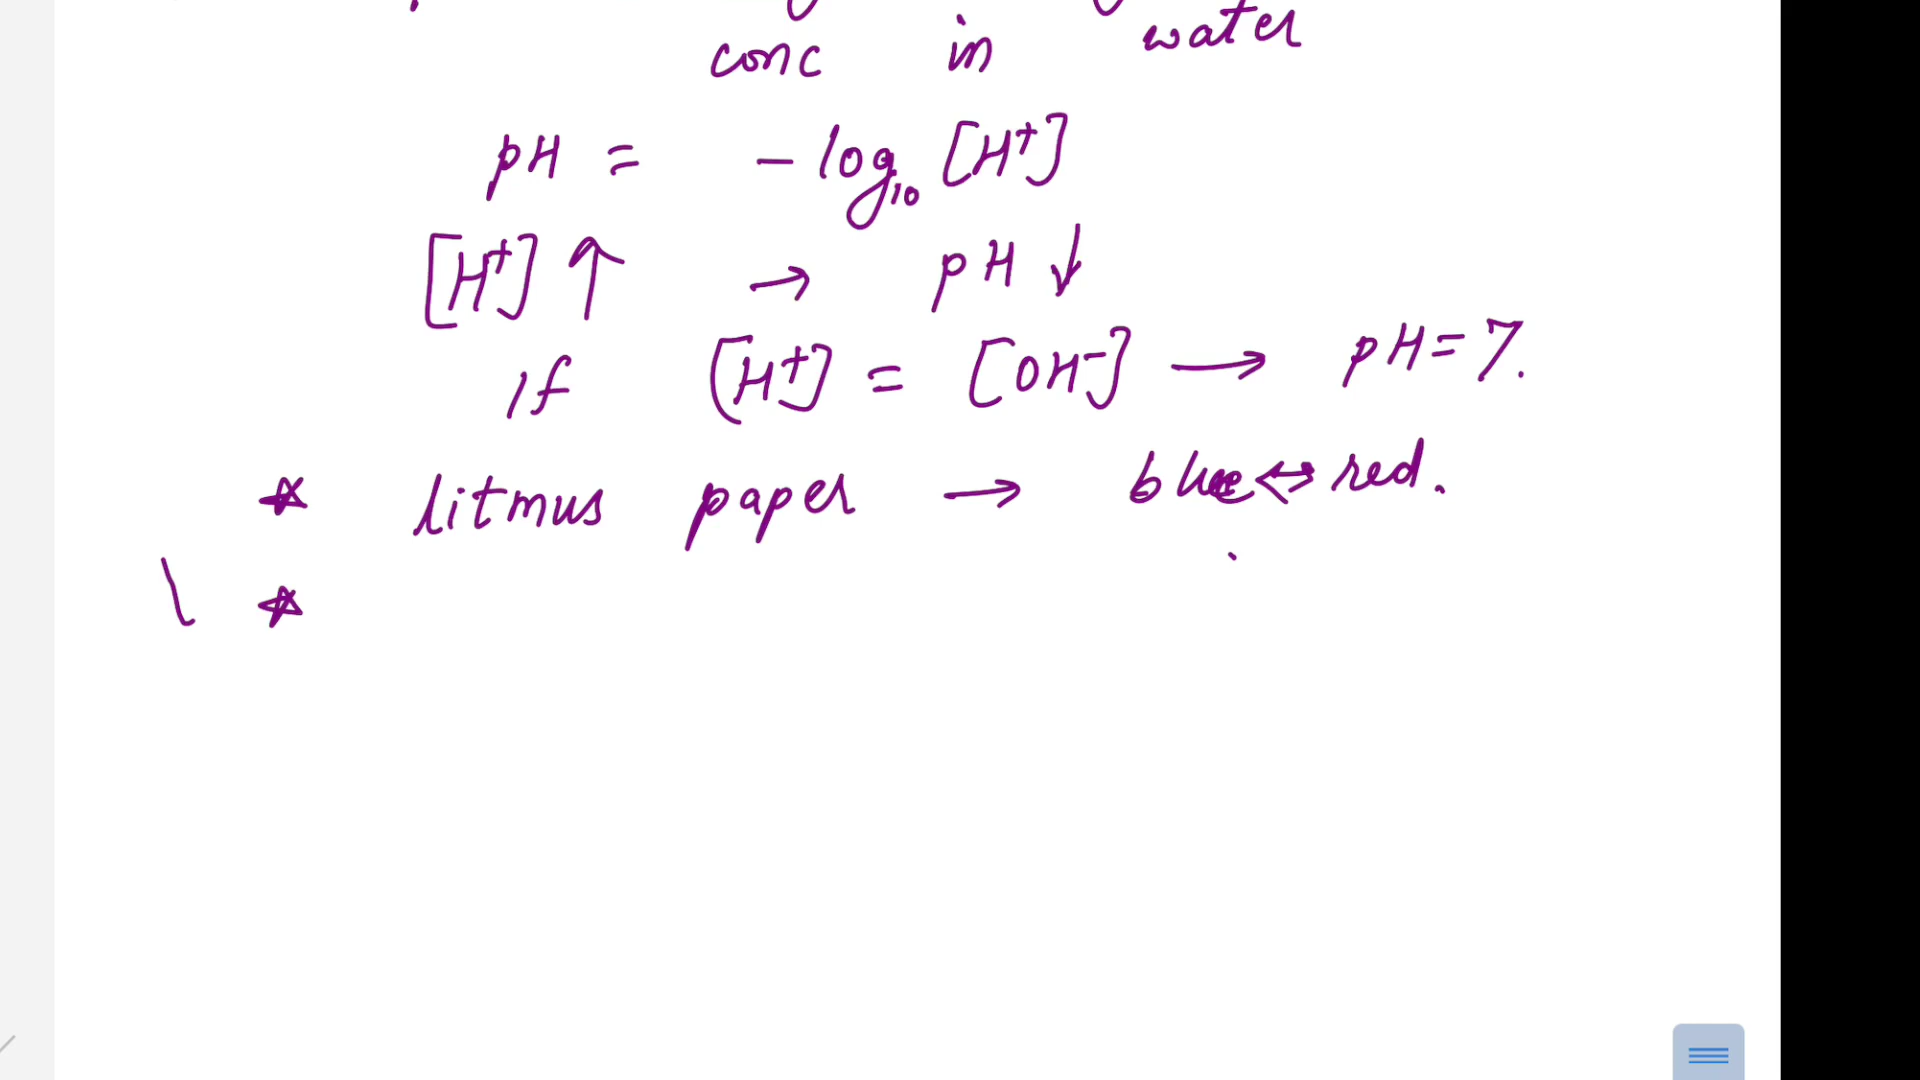 conc in water
pH = - log₁₀ [H⁺]
[H⁺] ↑ → pH ↓
If [H⁺] = [OH⁻] → pH = 7.
* litmus paper → blue ↔ red.
*